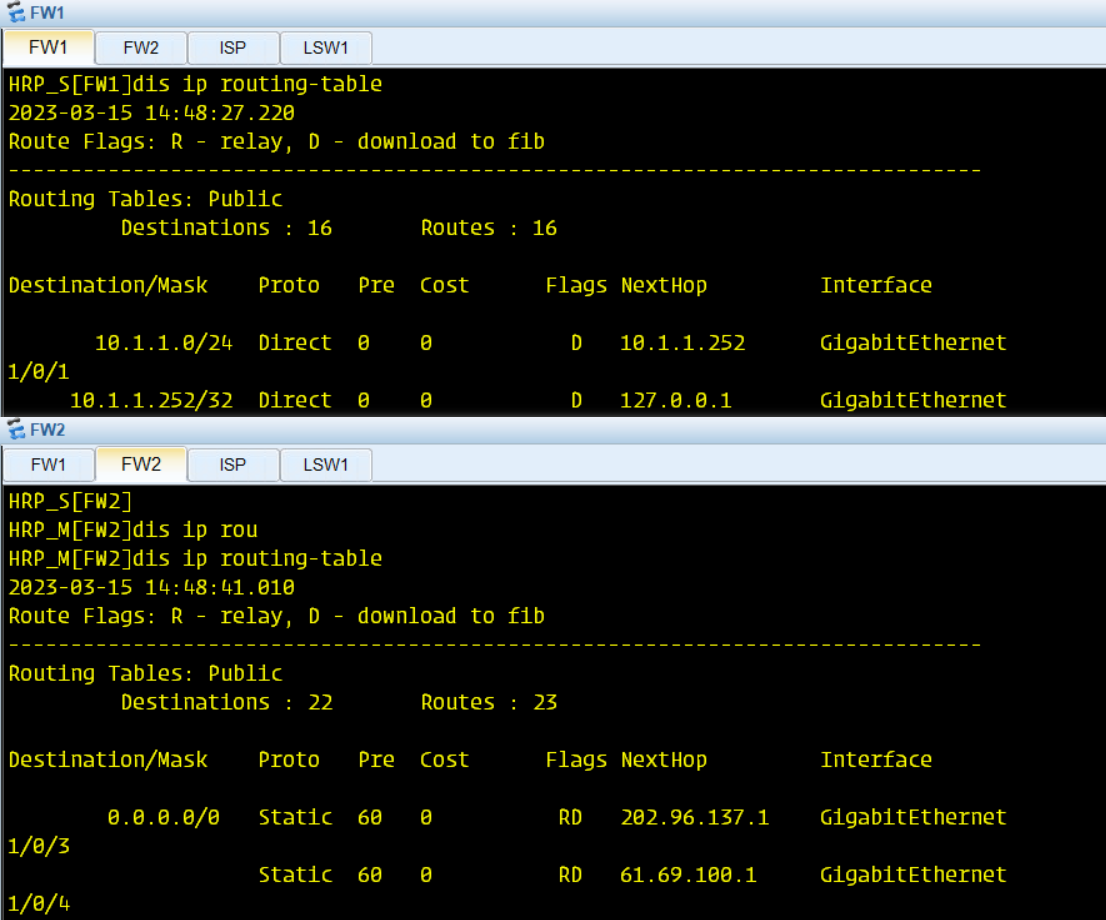 FW1
FW1 FW2 ISP LSW1
HRP_S[FW1]dis ip routing-table
2023-03-15 14:48:27.220
Route Flags: R - relay, D - download to fib
------------------------------------------------------------------------------
Routing Tables: Public
         Destinations : 16       Routes : 16
Destination/Mask    Proto   Pre  Cost      Flags NextHop         Interface
       10.1.1.0/24  Direct  0    0           D   10.1.1.252      GigabitEthernet
1/0/1
     10.1.1.252/32  Direct  0    0           D   127.0.0.1       GigabitEthernet
FW2
FW1 FW2 ISP LSW1
HRP_S[FW2]
HRP_M[FW2]dis ip rou
HRP_M[FW2]dis ip routing-table
2023-03-15 14:48:41.010
Route Flags: R - relay, D - download to fib
------------------------------------------------------------------------------
Routing Tables: Public
         Destinations : 22       Routes : 23
Destination/Mask    Proto   Pre  Cost      Flags NextHop         Interface
        0.0.0.0/0   Static  60   0          RD   202.96.137.1    GigabitEthernet
1/0/3
                    Static  60   0          RD   61.69.100.1     GigabitEthernet
1/0/4